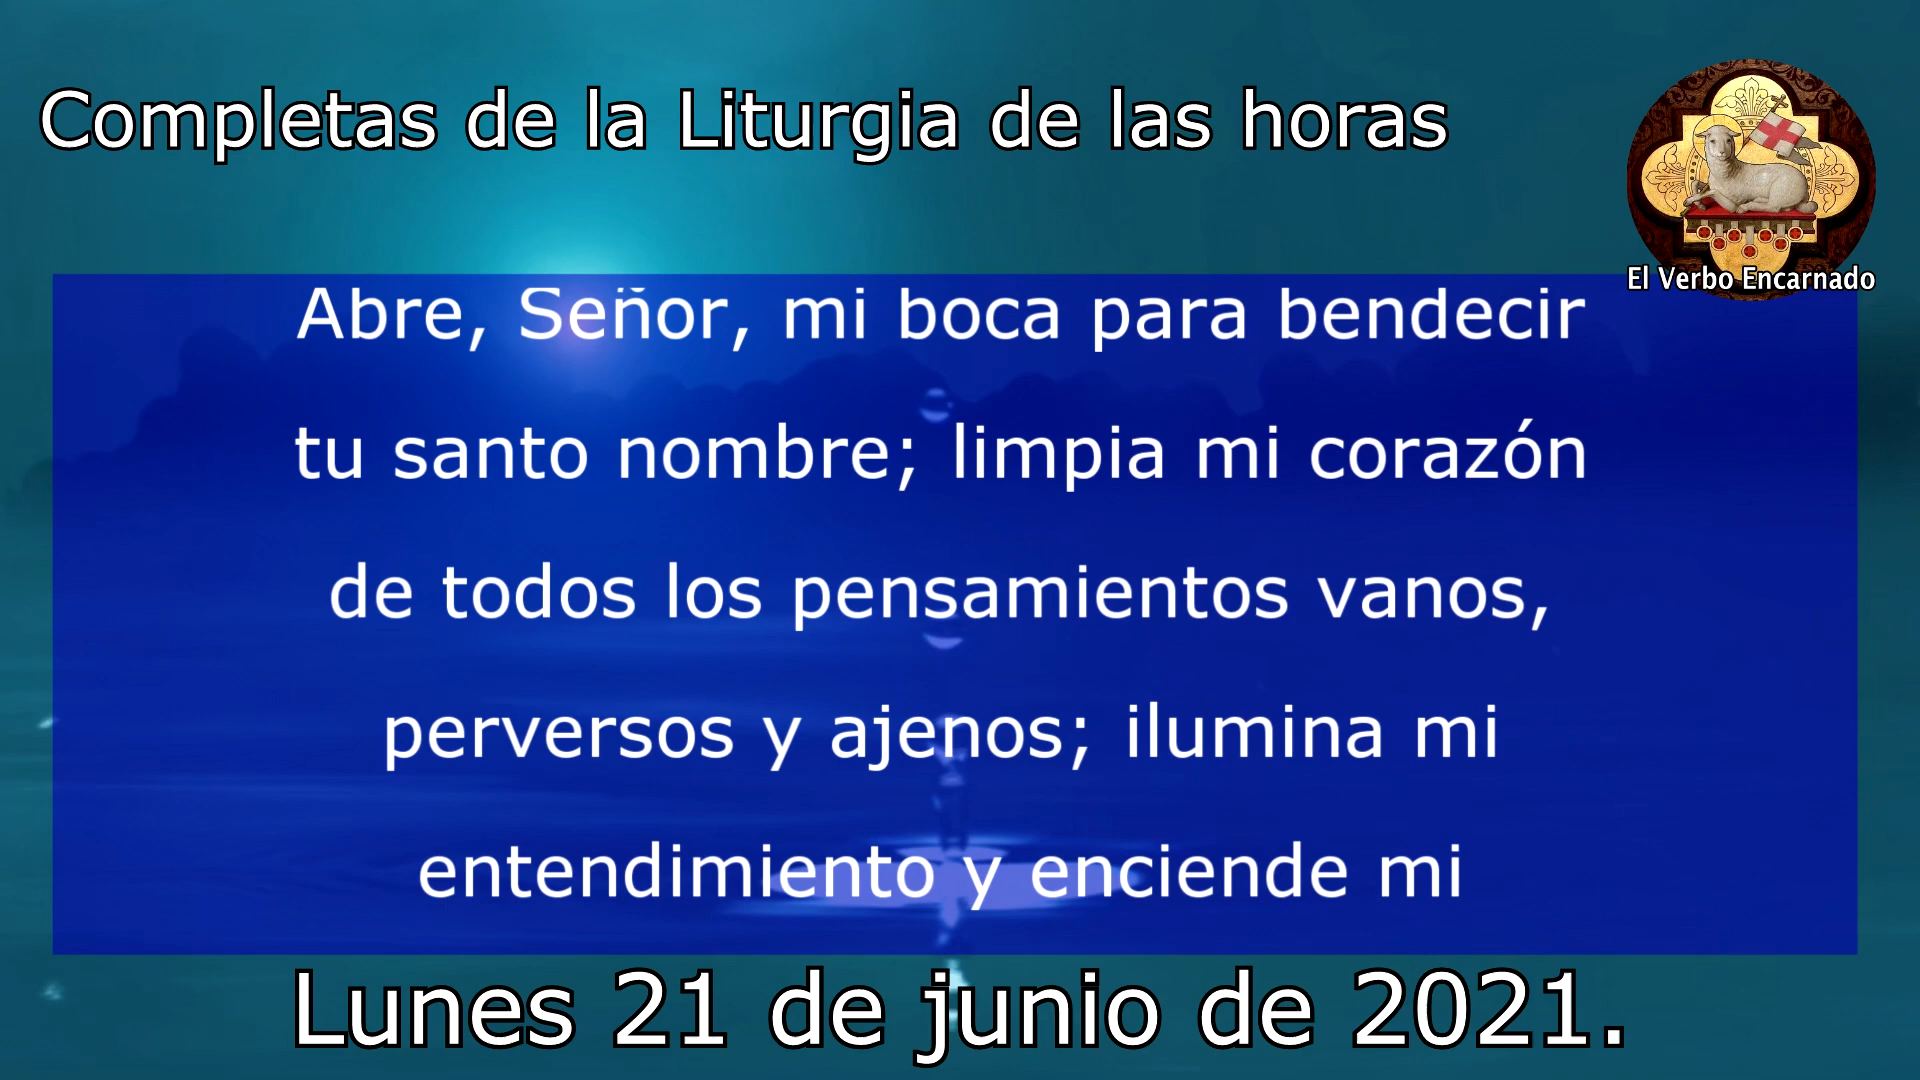 Completas de la Liturgia de las horas
El Verbo Encarnado
Abre, Señor, mi boca para bendecir
tu santo nombre; limpia mi corazón
de todos los pensamientos vanos,
perversos y ajenos; ilumina mi
entendimiento y enciende mi
Lunes 21 de junio de 2021.